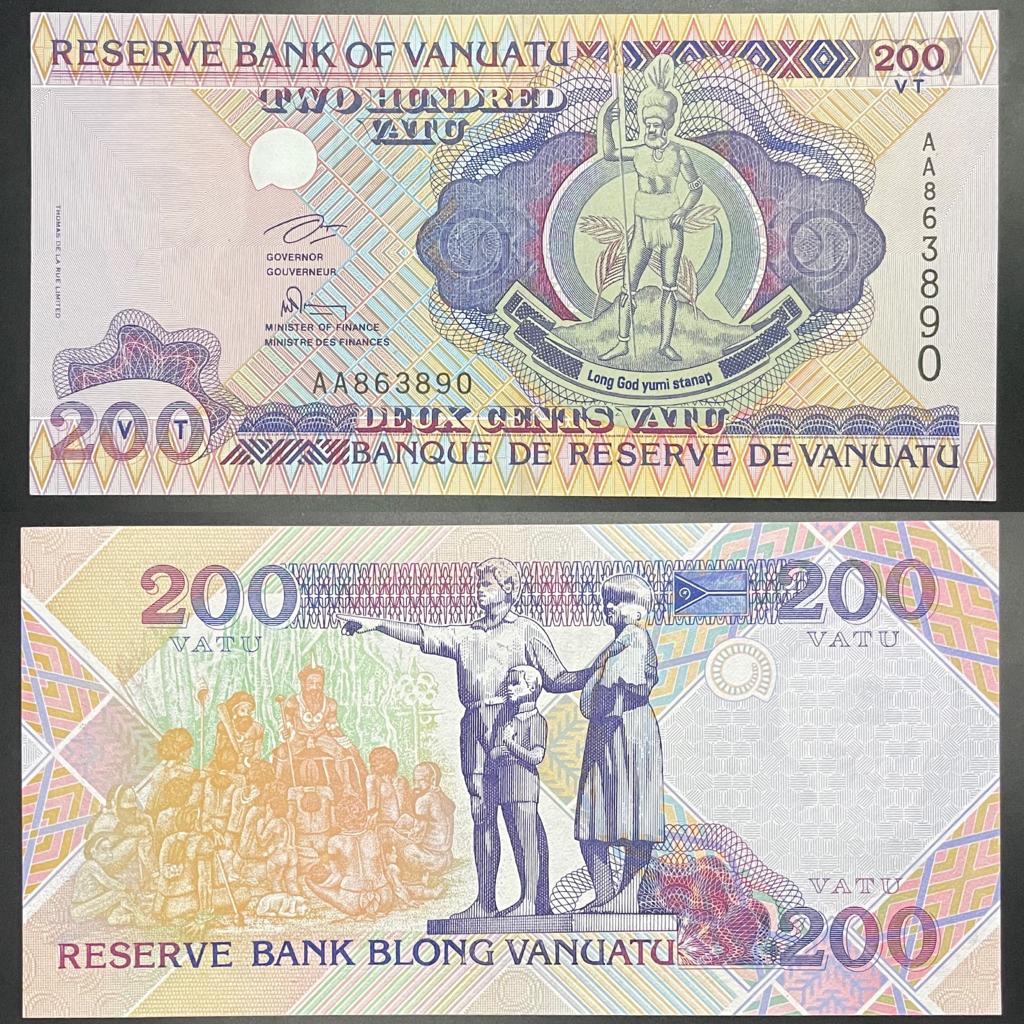 RESERVE BANK OF VANUATU
200
VT
TWO HUNDRED
VATU
AA863890
THOMAS DE LA RUE LIMITED
GOVERNOR
GOUVERNEUR
MINISTER OF FINANCE
MINISTRE DES FINANCES
AA863890
Long God yumi stanap
200
V T
DEUX CENTS VATU
BANQUE DE RESERVE DE VANUATU
200
VATU
200
VATU
VATU
200
RESERVE BANK BLONG VANUATU